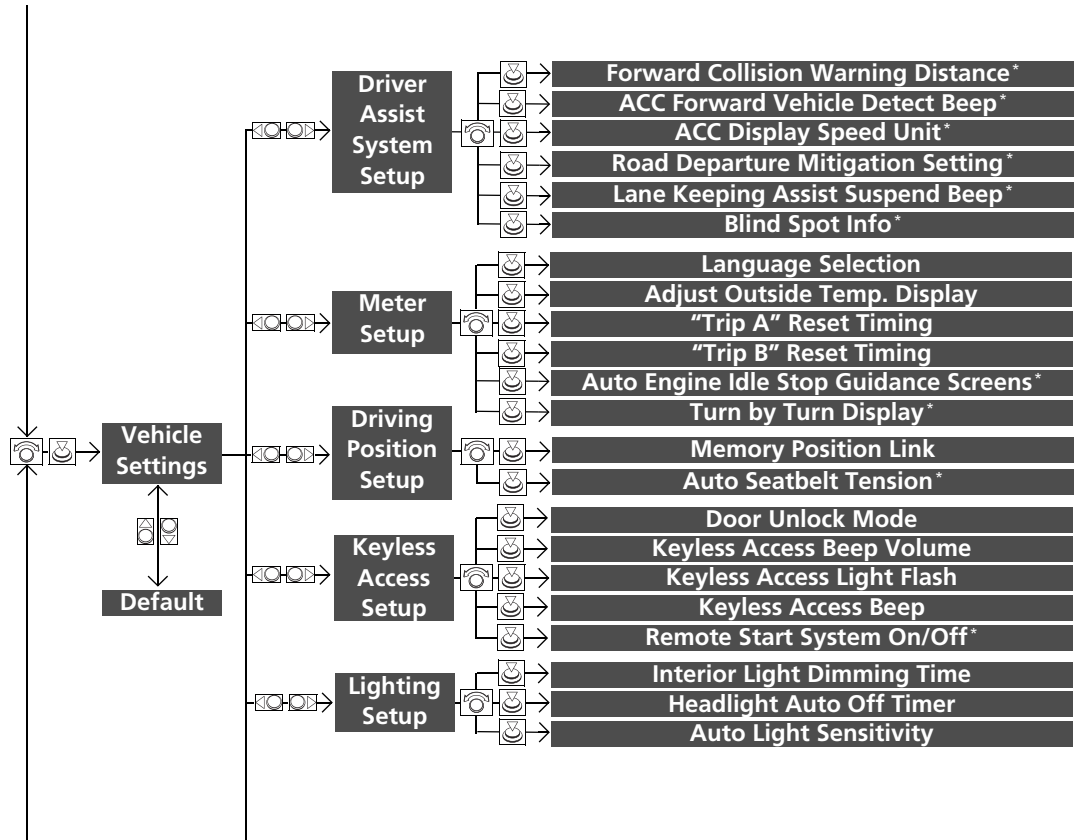 Driver
Assist
System
Setup
Forward Collision Warning Distance*
ACC Forward Vehicle Detect Beep*
ACC Display Speed Unit*
Road Departure Mitigation Setting*
Lane Keeping Assist Suspend Beep*
Blind Spot Info*
Meter
Setup
Language Selection
Adjust Outside Temp. Display
“Trip A” Reset Timing
“Trip B” Reset Timing
Auto Engine Idle Stop Guidance Screens*
Turn by Turn Display*
Vehicle
Settings
Default
Driving
Position
Setup
Memory Position Link
Auto Seatbelt Tension*
Keyless
Access
Setup
Door Unlock Mode
Keyless Access Beep Volume
Keyless Access Light Flash
Keyless Access Beep
Remote Start System On/Off*
Lighting
Setup
Interior Light Dimming Time
Headlight Auto Off Timer
Auto Light Sensitivity